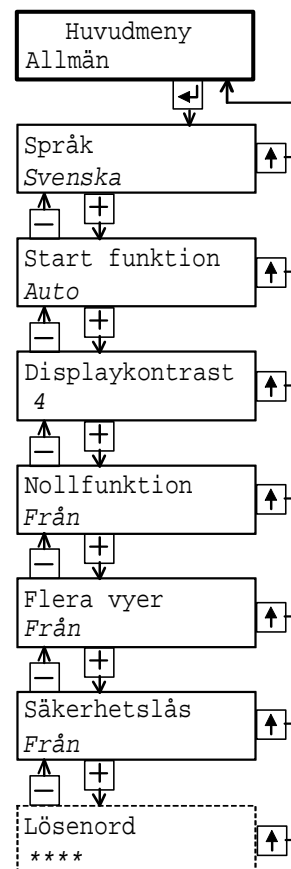 Huvudmeny
Allmän
Språk
Svenska
Start funktion
Auto
Displaykontrast
4
Nollfunktion
Från
Flera vyer
Från
Säkerhetslås
Från
Lösenord
****